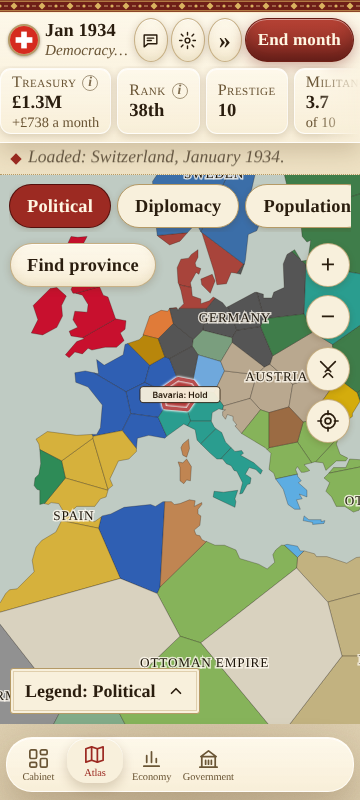 Jan 1934
Democracy...
»
End month
Treasury i
£1.3M
+£738 a month
Rank i
38th
Prestige
10
3.7
of 10
Loaded: Switzerland, January 1934.
SWEDEN
Political
Diplomacy
Population
Find province
+
GERMANY
−
AUSTRIA
Bavaria: Hold
SPAIN
OT
OTTOMAN EMPIRE
Legend: Political
Cabinet
Atlas
Economy
Government